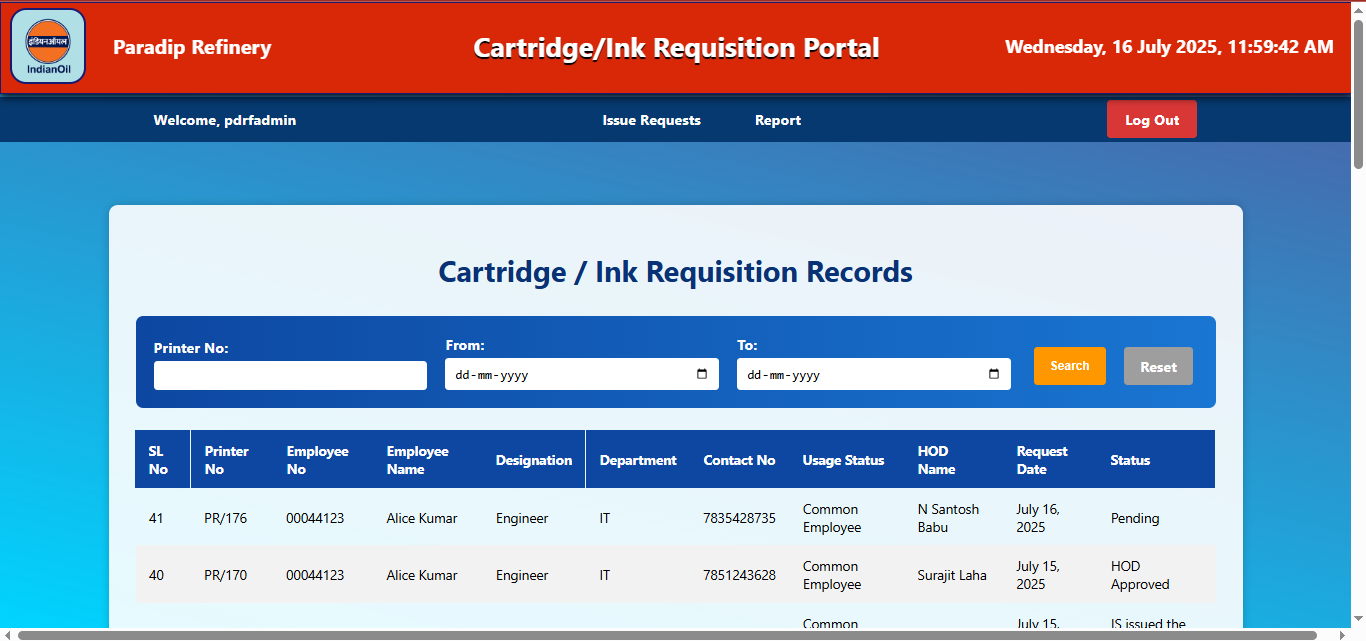 इंडियनऑयल
IndianOil
Paradip Refinery
Cartridge/Ink Requisition Portal
Wednesday, 16 July 2025, 11:59:42 AM
Welcome, pdrfadmin
Issue Requests
Report
Log Out
Cartridge / Ink Requisition Records
Printer No:
From:
To:
dd-mm-yyyy
dd-mm-yyyy
Search
Reset
SL No
Printer No
Employee No
Employee Name
Designation
Department
Contact No
Usage Status
HOD Name
Request Date
Status
41 PR/176 00044123 Alice Kumar Engineer IT 7835428735 Common Employee N Santosh Babu July 16, 2025 Pending
40 PR/170 00044123 Alice Kumar Engineer IT 7851243628 Common Employee Surajit Laha July 15, 2025 HOD Approved
Common July 15, IS issued the